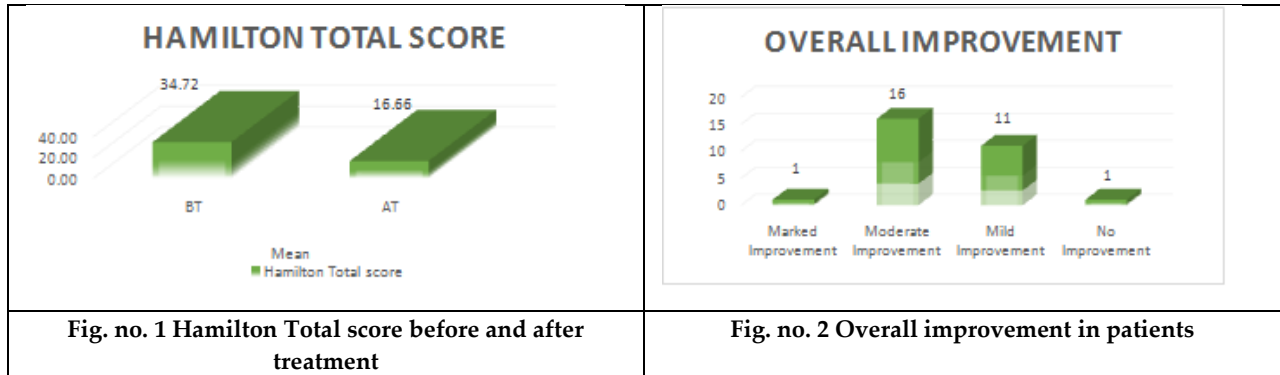 HAMILTON TOTAL SCORE
34.72
16.66
40.00
20.00
0.00
BT AT
Mean
Hamilton Total score
Fig. no. 1 Hamilton Total score before and after
treatment
OVERALL IMPROVEMENT
20
15
10
5
0
1
16
11
1
Marked Moderate Mild No
Improvement Improvement Improvement Improvement
Fig. no. 2 Overall improvement in patients